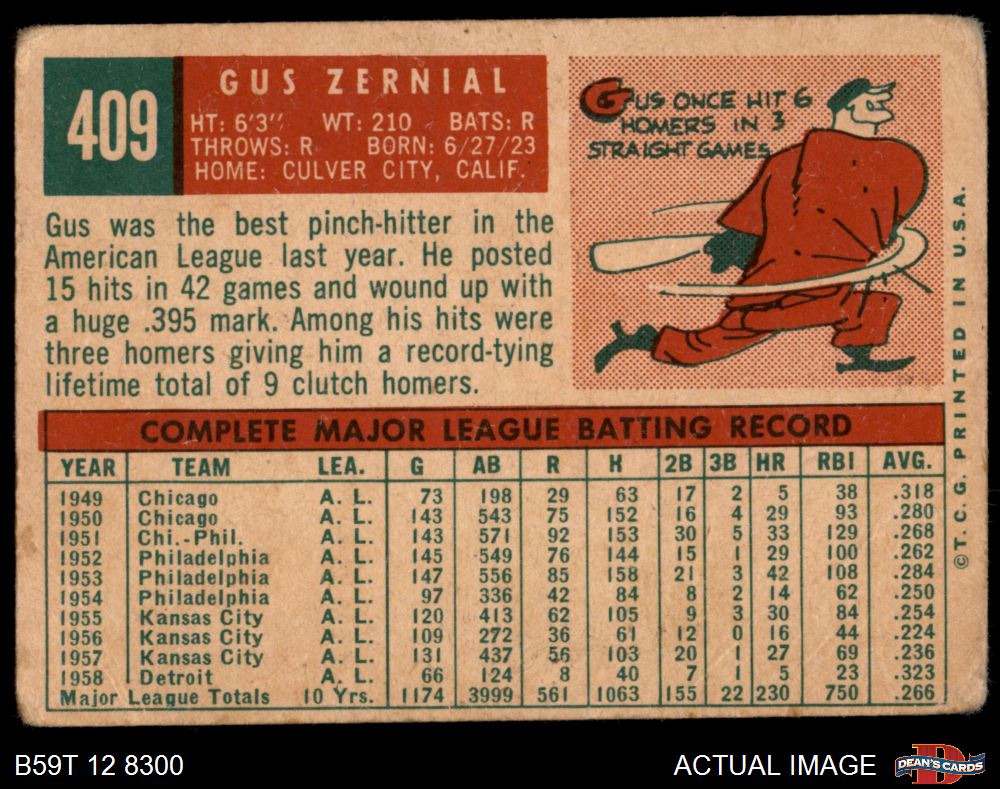 409
GUS ZERNIAL
HT: 6'3" WT: 210 BATS: R
THROWS: R BORN: 6/27/23
HOME: CULVER CITY, CALIF.
GUS ONCE HIT 6
HOMERS IN 3
STRAIGHT GAMES
Gus was the best pinch-hitter in the
American League last year. He posted
15 hits in 42 games and wound up with
a huge .395 mark. Among his hits were
three homers giving him a record-tying
lifetime total of 9 clutch homers.
COMPLETE MAJOR LEAGUE BATTING RECORD
YEAR TEAM LEA. G AB R H 2B 3B HR RBI AVG.
1949 Chicago A. L. 73 198 29 63 17 2 5 38 .318
1950 Chicago A. L. 143 543 75 152 16 4 29 93 .280
1951 Chi.-Phil. A. L. 143 571 92 153 30 5 33 129 .268
1952 Philadelphia A. L. 145 549 76 144 15 1 29 100 .262
1953 Philadelphia A. L. 147 556 85 158 21 3 42 108 .284
1954 Philadelphia A. L. 97 336 42 84 8 2 14 62 .250
1955 Kansas City A. L. 120 413 62 105 9 3 30 84 .254
1956 Kansas City A. L. 109 272 36 61 12 0 16 44 .224
1957 Kansas City A. L. 131 437 56 103 20 1 27 69 .236
1958 Detroit A. L. 66 124 8 40 7 1 5 23 .323
Major League Totals 10 Yrs. 1174 3999 561 1063 155 22 230 750 .266
© T. C. G. PRINTED IN U.S.A.
B59T 12 8300
ACTUAL IMAGE
D
DEAN'S CARDS